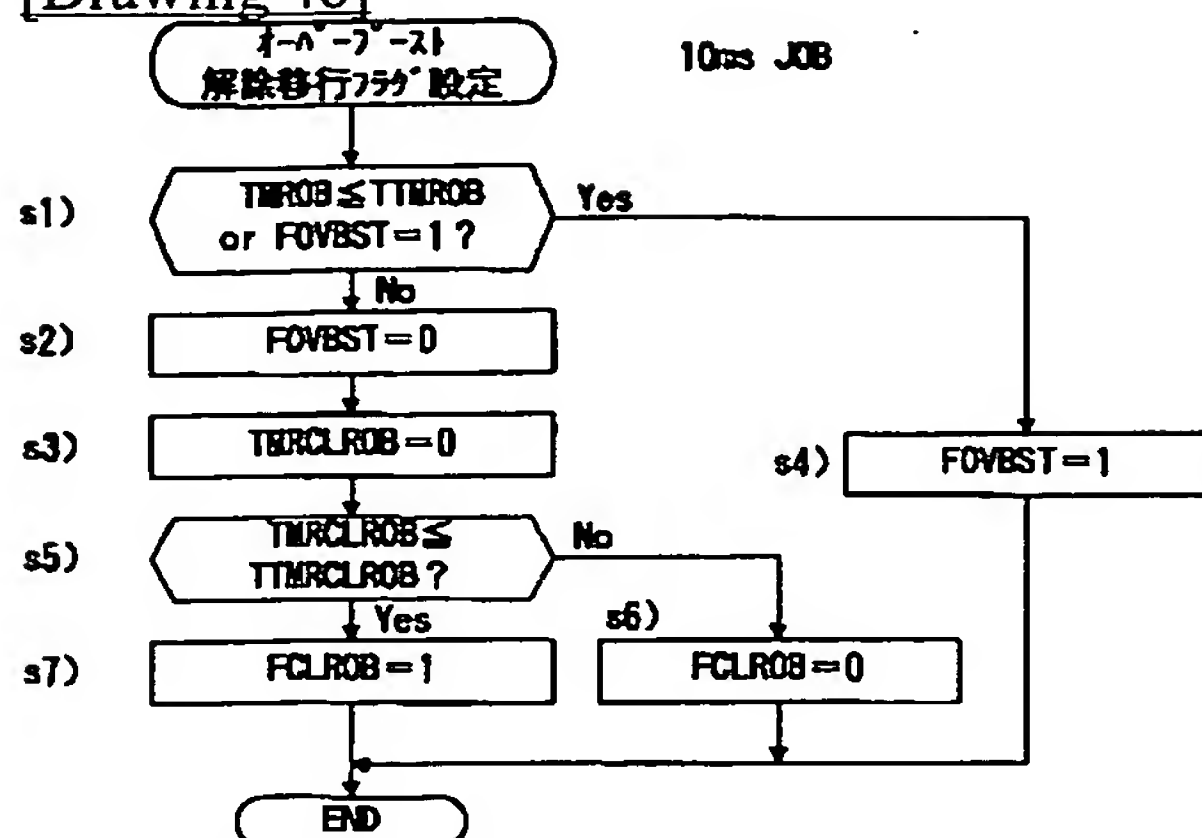 [Drawing 40]
ｵｰﾊﾞｰﾌﾞｰｽﾄ
解除移行ﾌﾗｸﾞ設定
10ms JOB
s1)
TMROB≦TTMROB
or FOVBST=1?
Yes
No
s2)
FOVBST=0
s3)
TMRCLROB=0
s4)
FOVBST=1
s5)
TMRCLROB≦
TTMRCLROB?
No
Yes
s6)
FCLROB=0
s7)
FCLROB=1
END